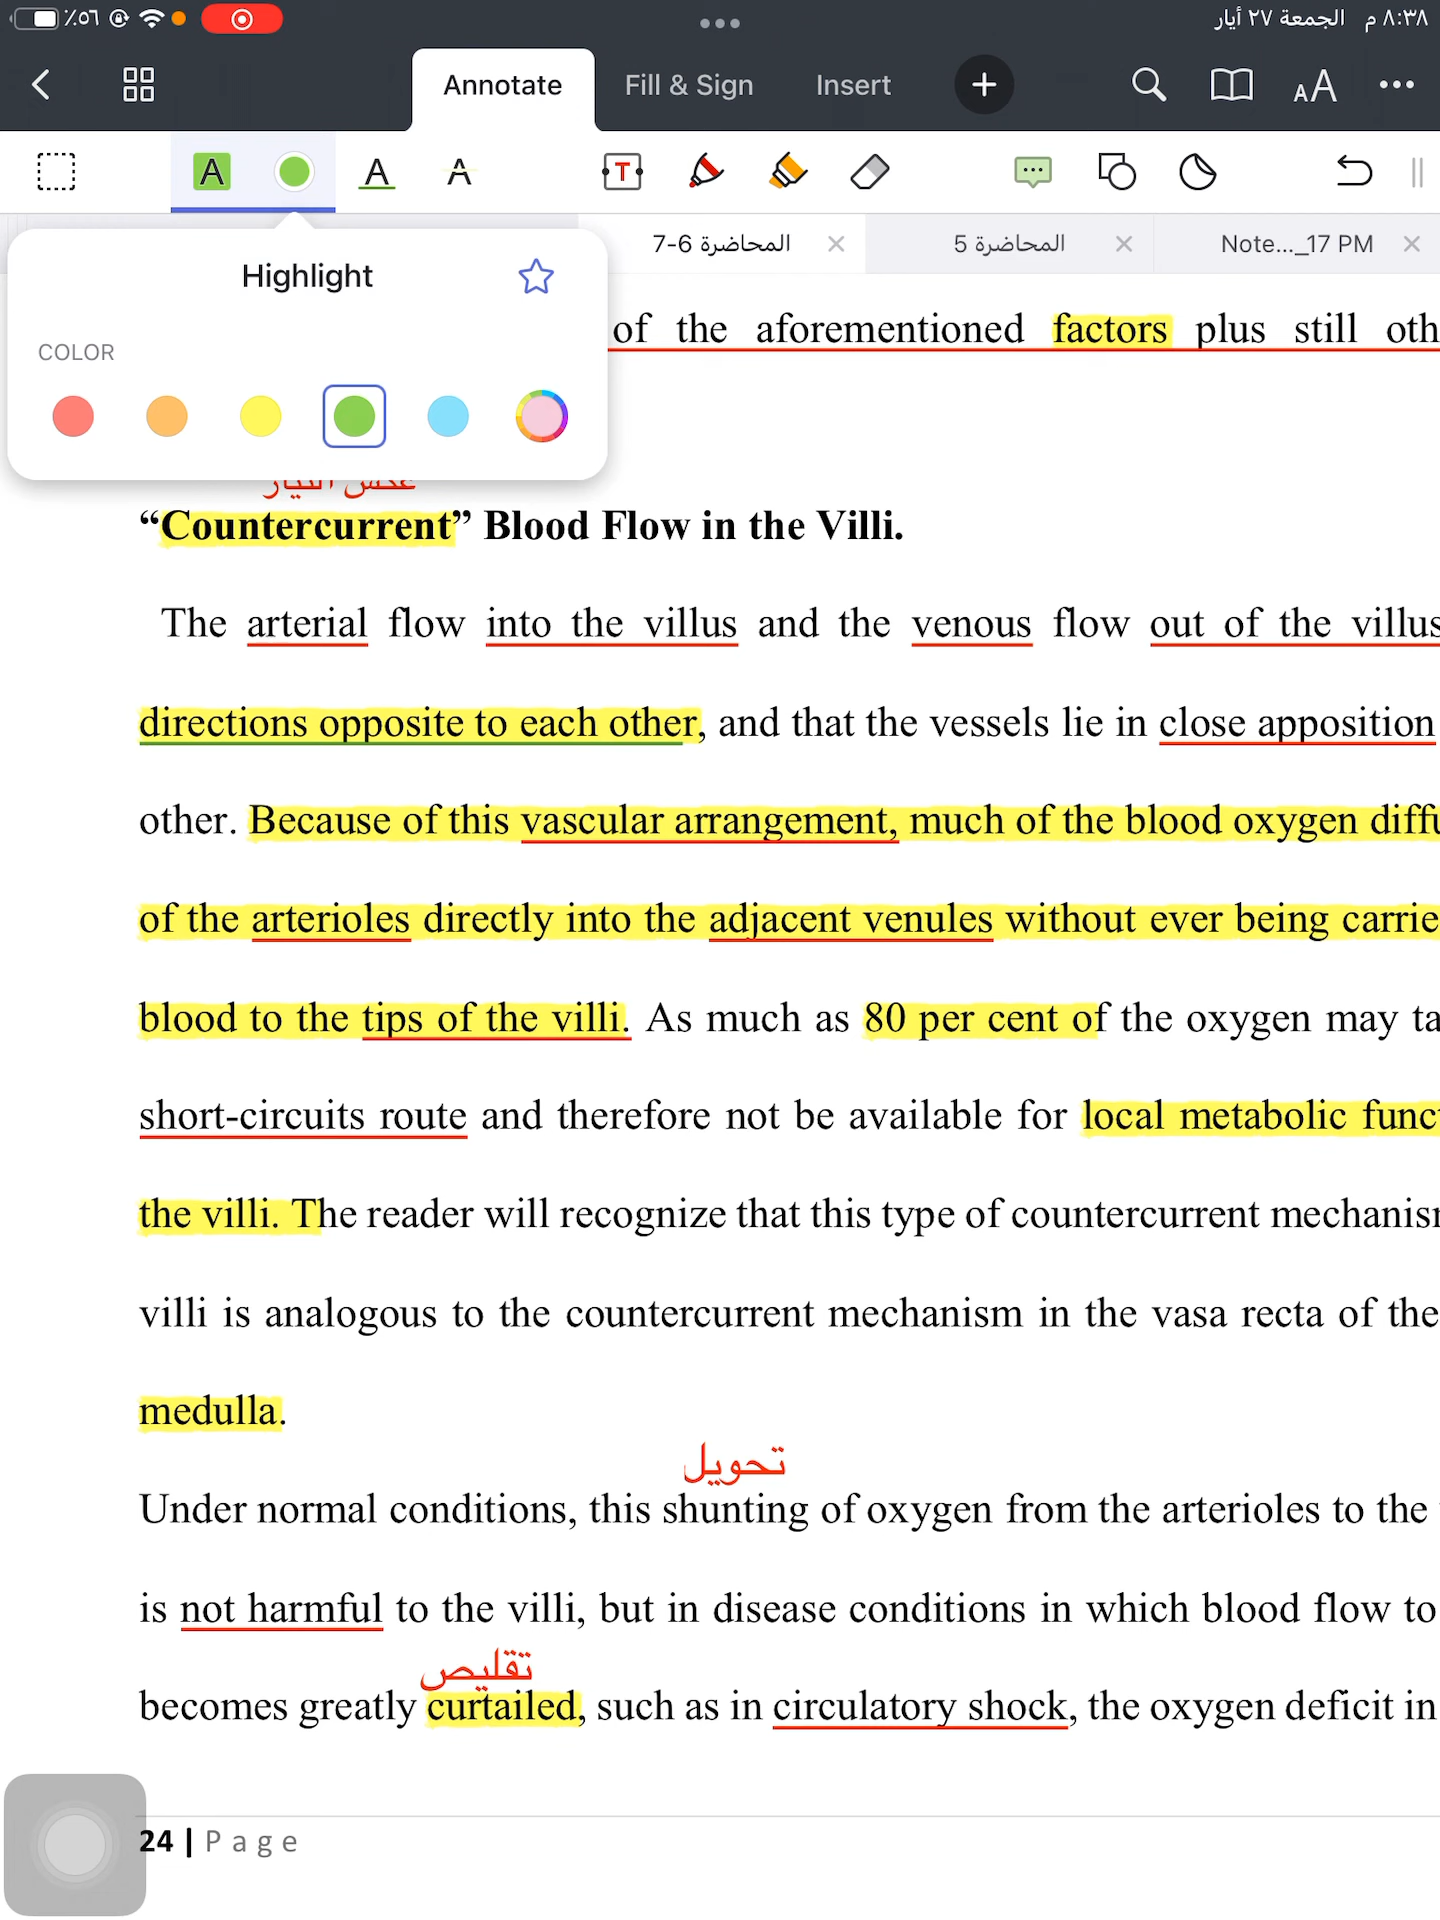 ٪٥٦
٨:٣٨ م الجمعة ٢٧ أيار
Annotate
Fill & Sign
Insert
AA
A
A
A
T
المحاضرة 6-7
المحاضرة 5
Note..._17 PM
Highlight
COLOR
of the aforementioned factors plus still oth
عكس التيار
“Countercurrent” Blood Flow in the Villi.
The arterial flow into the villus and the venous flow out of the villus
directions opposite to each other, and that the vessels lie in close apposition
other. Because of this vascular arrangement, much of the blood oxygen diffu
of the arterioles directly into the adjacent venules without ever being carrie
blood to the tips of the villi. As much as 80 per cent of the oxygen may ta
short-circuits route and therefore not be available for local metabolic func
the villi. The reader will recognize that this type of countercurrent mechanis
villi is analogous to the countercurrent mechanism in the vasa recta of the
medulla.
تحويل
Under normal conditions, this shunting of oxygen from the arterioles to the
is not harmful to the villi, but in disease conditions in which blood flow to
تقليص
becomes greatly curtailed, such as in circulatory shock, the oxygen deficit in
24 | Page